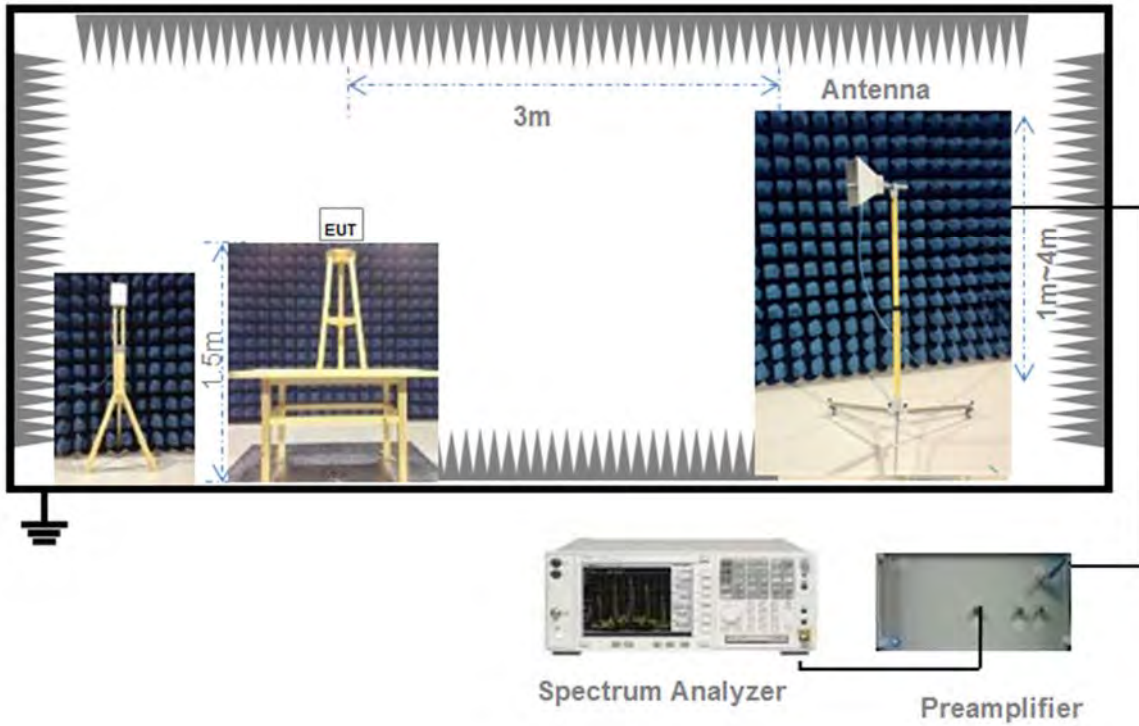 Antenna
3m
EUT
1.5m
1m~4m
Spectrum Analyzer
Preamplifier